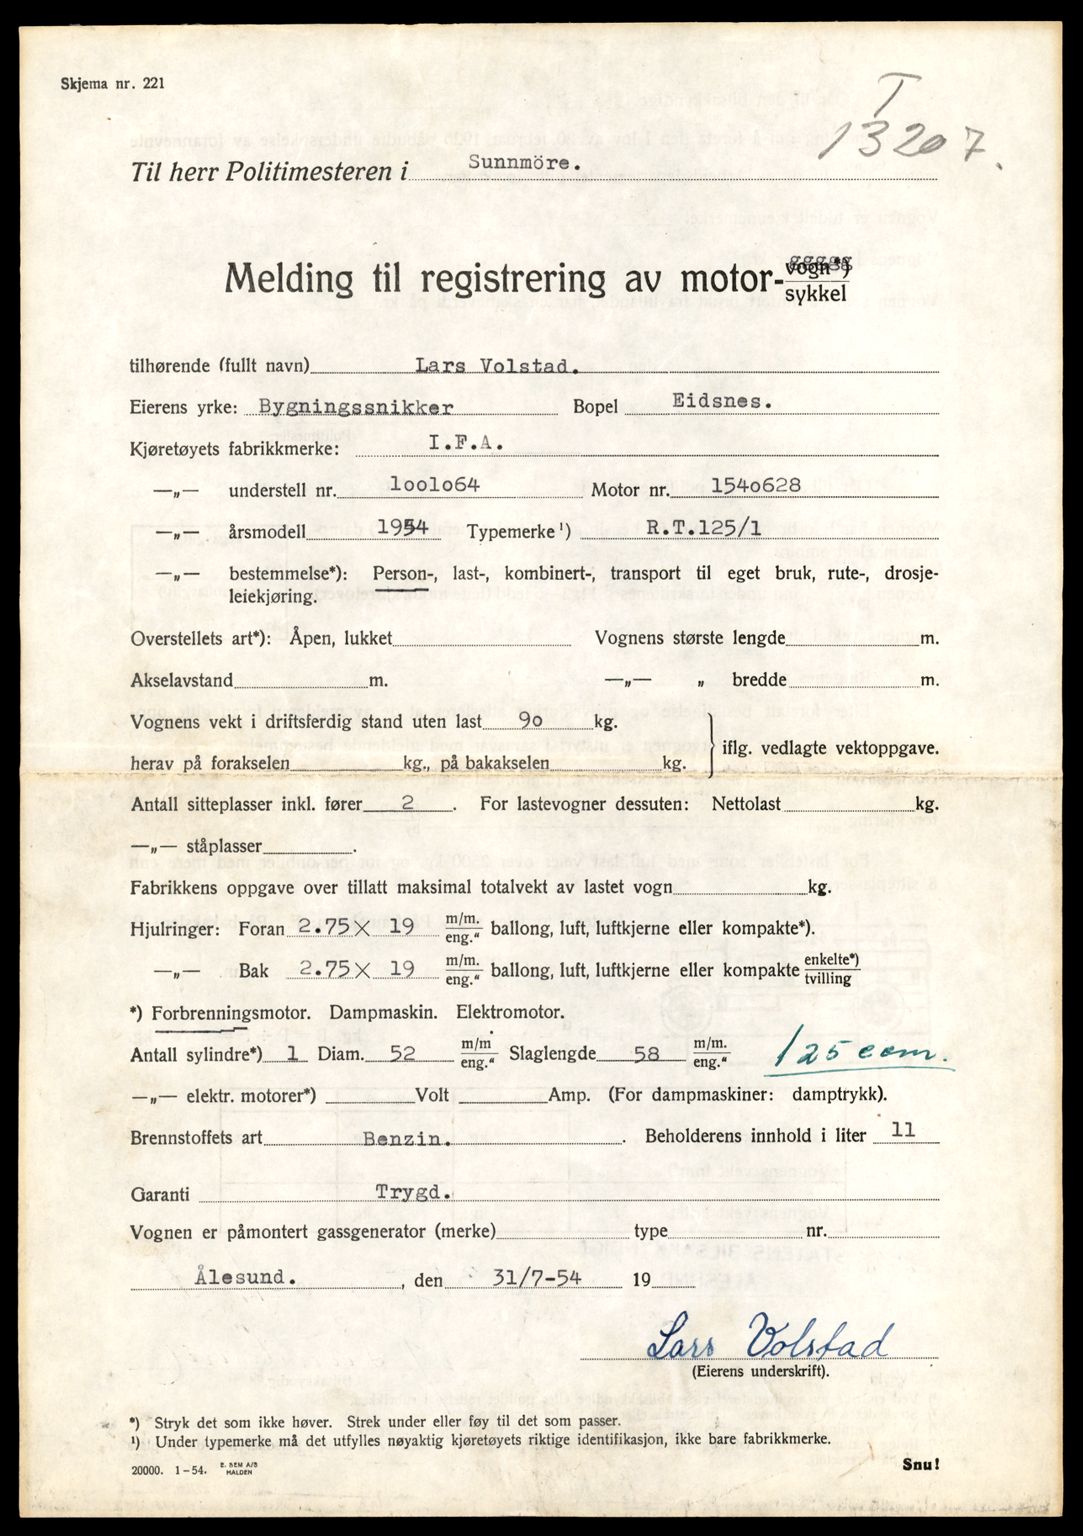 Skjema nr. 221
T
13207.
Til herr Politimesteren i Sunnmöre.
Melding til registrering av motor-vogn*) sykkel
tilhørende (fullt navn) Lars Volstad.
Eierens yrke: Bygningssnikker Bopel Eidsnes.
Kjøretøyets fabrikkmerke: I.F.A.
—„— understell nr. loolo64 Motor nr. 154o628
—„— årsmodell 1954 Typemerke¹) R.T.125/1
—„— bestemmelse*): Person-, last-, kombinert-, transport til eget bruk, rute-, drosje-
leiekjøring.
Overstellets art*): Åpen, lukket Vognens største lengde m.
Akselavstand m. —„— „ bredde m.
Vognens vekt i driftsferdig stand uten last 9o kg.
herav på forakselen kg., på bakakselen kg. iflg. vedlagte vektoppgave.
Antall sitteplasser inkl. fører 2 . For lastevogner dessuten: Nettolast kg.
—„— ståplasser .
Fabrikkens oppgave over tillatt maksimal totalvekt av lastet vogn kg.
Hjulringer: Foran 2.75 X 19 m/m. eng.“ ballong, luft, luftkjerne eller kompakte*).
—„— Bak 2.75 X 19 m/m. eng.“ ballong, luft, luftkjerne eller kompakte enkelte*) tvilling
*) Forbrenningsmotor. Dampmaskin. Elektromotor.
Antall sylindre*) 1 Diam. 52 m/m eng.“ Slaglengde 58 m/m. eng.“ 125 ccm.
—„— elektr. motorer*) Volt Amp. (For dampmaskiner: damptrykk).
Brennstoffets art Benzin. . Beholderens innhold i liter 11
Garanti Trygd.
Vognen er påmontert gassgenerator (merke) type nr.
Ålesund. , den 31/7-54 19
Lars Volstad
(Eierens underskrift).
*) Stryk det som ikke høver. Strek under eller føy til det som passer.
¹) Under typemerke må det utfylles nøyaktig kjøretøyets riktige identifikasjon, ikke bare fabrikkmerke.
20000. 1-54. E. SEM A/S HALDEN
Snu!